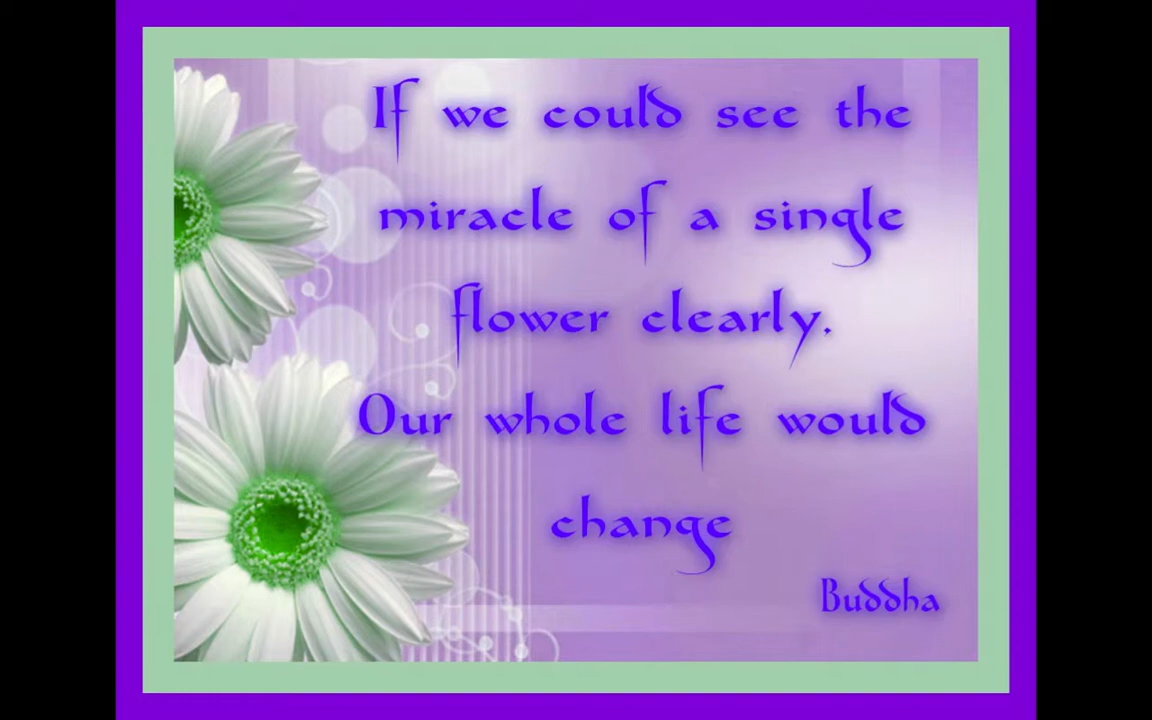 If we could see the
miracle of a single
flower clearly.
Our whole life would
change
Buddha